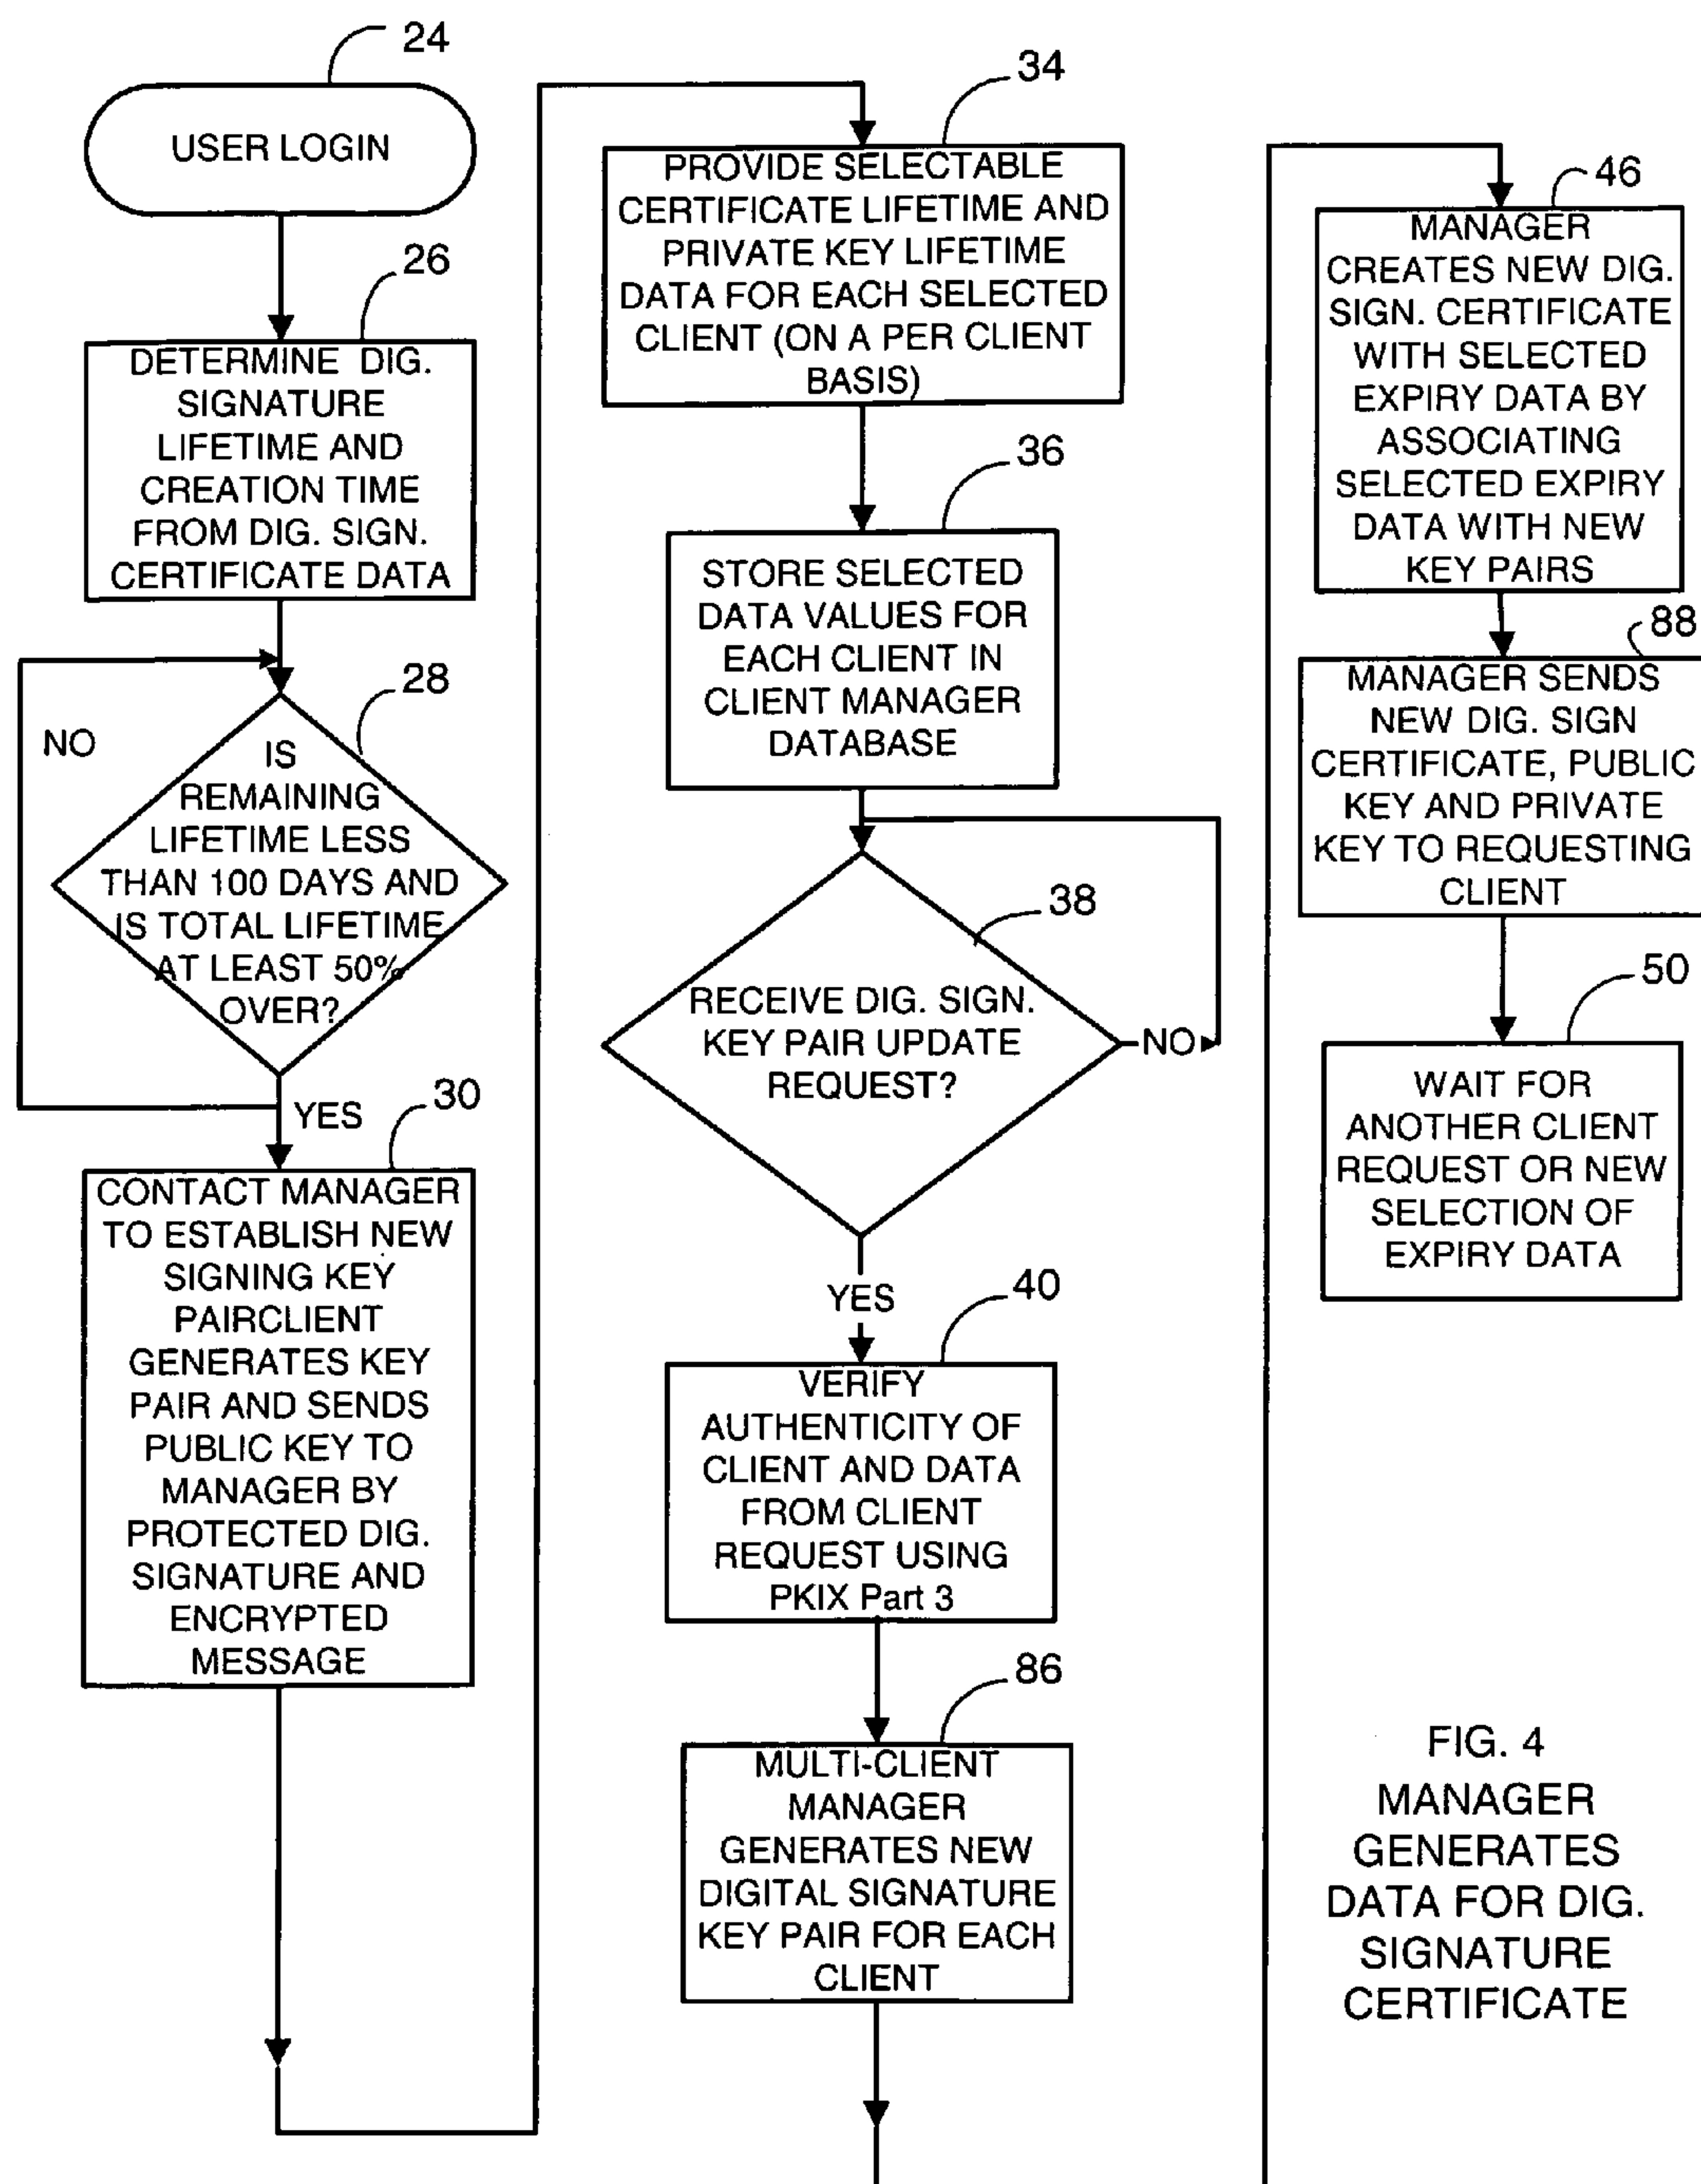 24
USER LOGIN
26
DETERMINE DIG.
SIGNATURE
LIFETIME AND
CREATION TIME
FROM DIG. SIGN.
CERTIFICATE DATA
28
NO
IS
REMAINING
LIFETIME LESS
THAN 100 DAYS AND
IS TOTAL LIFETIME
AT LEAST 50%
OVER?
YES
30
CONTACT MANAGER
TO ESTABLISH NEW
SIGNING KEY
PAIRCLIENT
GENERATES KEY
PAIR AND SENDS
PUBLIC KEY TO
MANAGER BY
PROTECTED DIG.
SIGNATURE AND
ENCRYPTED
MESSAGE
34
PROVIDE SELECTABLE
CERTIFICATE LIFETIME AND
PRIVATE KEY LIFETIME
DATA FOR EACH SELECTED
CLIENT (ON A PER CLIENT
BASIS)
36
STORE SELECTED
DATA VALUES FOR
EACH CLIENT IN
CLIENT MANAGER
DATABASE
38
RECEIVE DIG. SIGN.
KEY PAIR UPDATE
REQUEST?
NO
YES
40
VERIFY
AUTHENTICITY OF
CLIENT AND DATA
FROM CLIENT
REQUEST USING
PKIX Part 3
86
MULTI-CLIENT
MANAGER
GENERATES NEW
DIGITAL SIGNATURE
KEY PAIR FOR EACH
CLIENT
46
MANAGER
CREATES NEW DIG.
SIGN. CERTIFICATE
WITH SELECTED
EXPIRY DATA BY
ASSOCIATING
SELECTED EXPIRY
DATA WITH NEW
KEY PAIRS
88
MANAGER SENDS
NEW DIG. SIGN
CERTIFICATE, PUBLIC
KEY AND PRIVATE
KEY TO REQUESTING
CLIENT
50
WAIT FOR
ANOTHER CLIENT
REQUEST OR NEW
SELECTION OF
EXPIRY DATA
FIG. 4
MANAGER
GENERATES
DATA FOR DIG.
SIGNATURE
CERTIFICATE